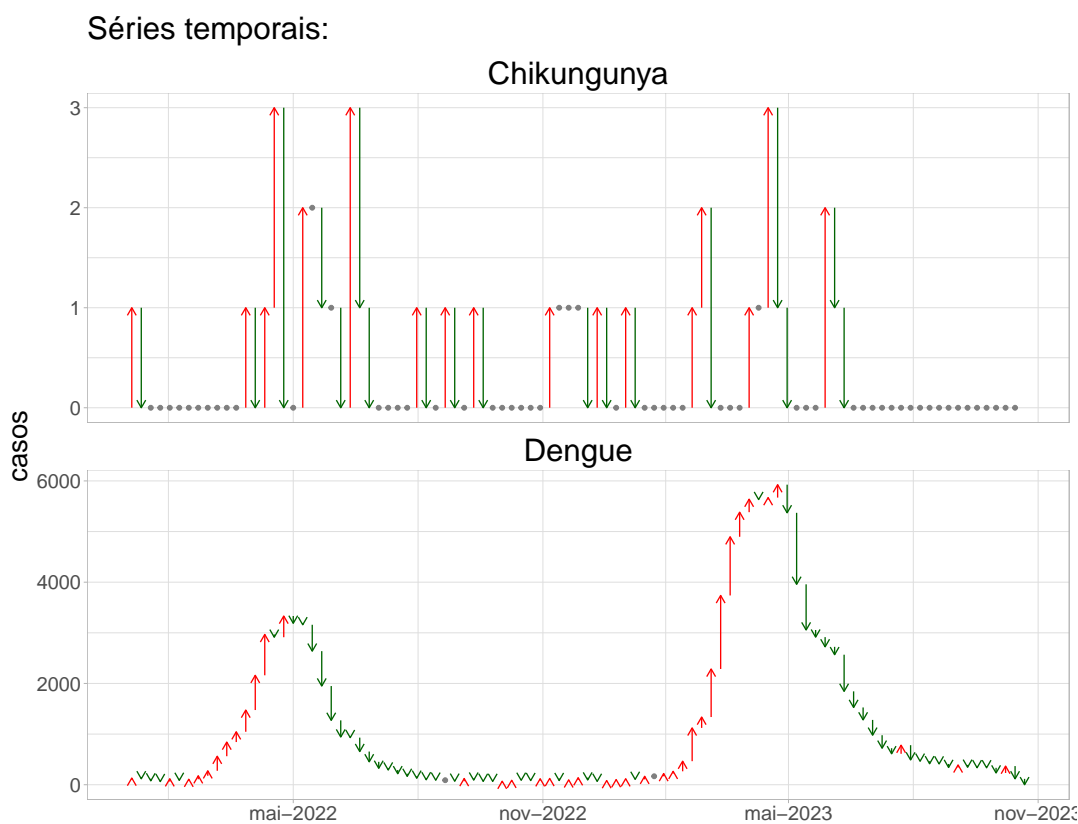 Séries temporais:
Chikungunya
3
2
1
0
casos
Dengue
6000
4000
2000
0
mai−2022
nov−2022
mai−2023
nov−2023